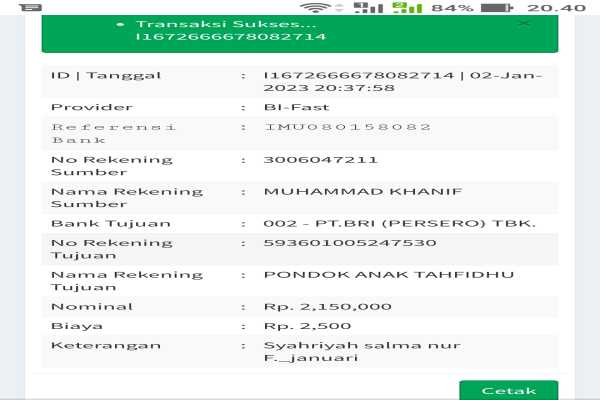 84% 20.40
Transaksi Sukses...
I1672666678082714
ID | Tanggal : I1672666678082714 | 02-Jan-
2023 20:37:58
Provider : BI-Fast
Referensi : IMU080158082
Bank
No Rekening : 3006047211
Sumber
Nama Rekening : MUHAMMAD KHANIF
Sumber
Bank Tujuan : 002 - PT.BRI (PERSERO) TBK.
No Rekening : 593601005247530
Tujuan
Nama Rekening : PONDOK ANAK TAHFIDHU
Tujuan
Nominal : Rp. 2,150,000
Biaya : Rp. 2,500
Keterangan : Syahriyah salma nur
F._januari
Cetak